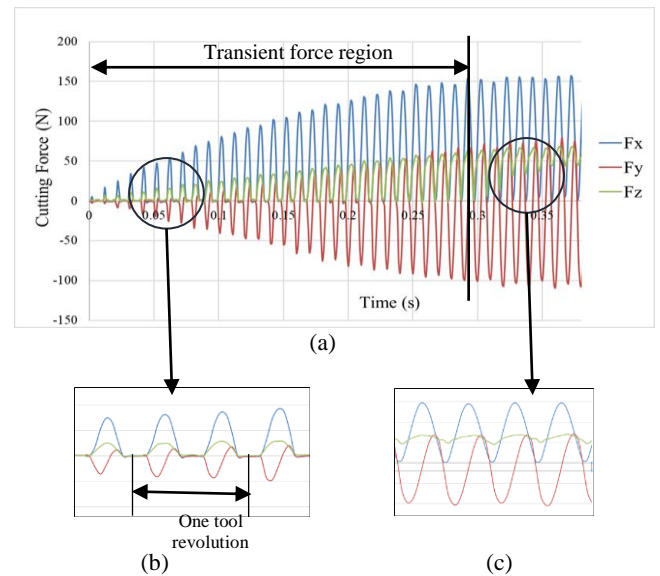 200
150
100
50
0
-50
-100
-150
Cutting Force (N)
Transient force region
0 0.05 0.1 0.15 0.2 0.25 0.3 0.35
Time (s)
Fx
Fy
Fz
(a)
One tool
revolution
(b)
(c)